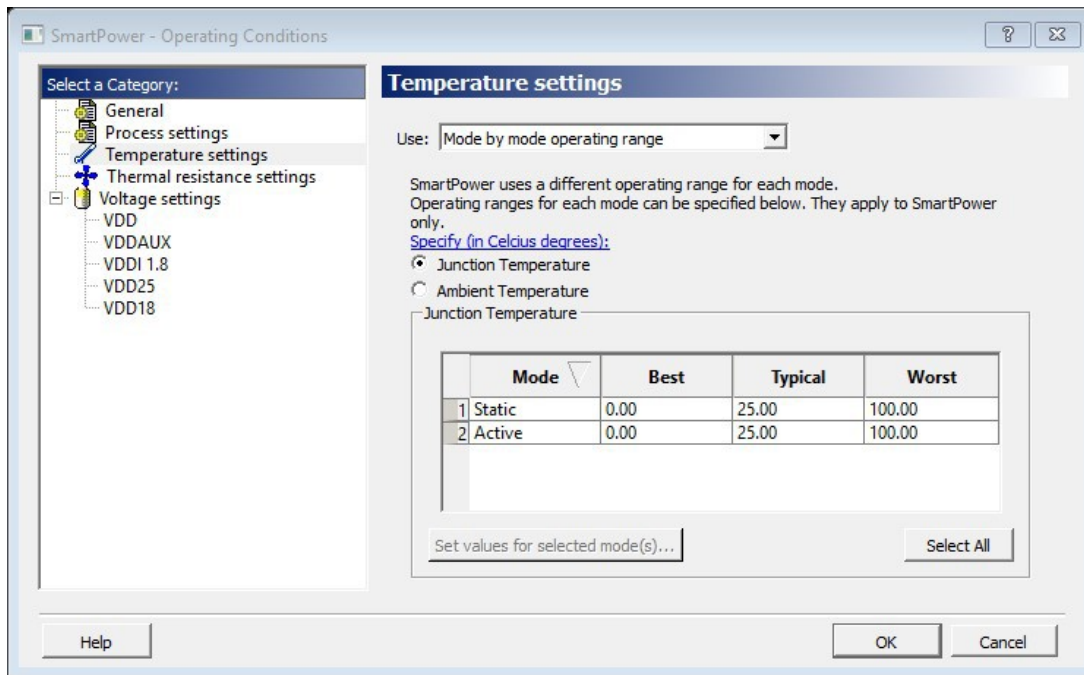 SmartPower - Operating Conditions
Select a Category:
General
Process settings
Temperature settings
Thermal resistance settings
Voltage settings
VDD
VDDAUX
VDDI 1.8
VDD25
VDD18
Temperature settings
Use: Mode by mode operating range
SmartPower uses a different operating range for each mode.
Operating ranges for each mode can be specified below. They apply to SmartPower
only.
Specify (in Celcius degrees):
Junction Temperature
Ambient Temperature
Junction Temperature
Mode Best Typical Worst
1 Static 0.00 25.00 100.00
2 Active 0.00 25.00 100.00
Set values for selected mode(s)... Select All
Help OK Cancel